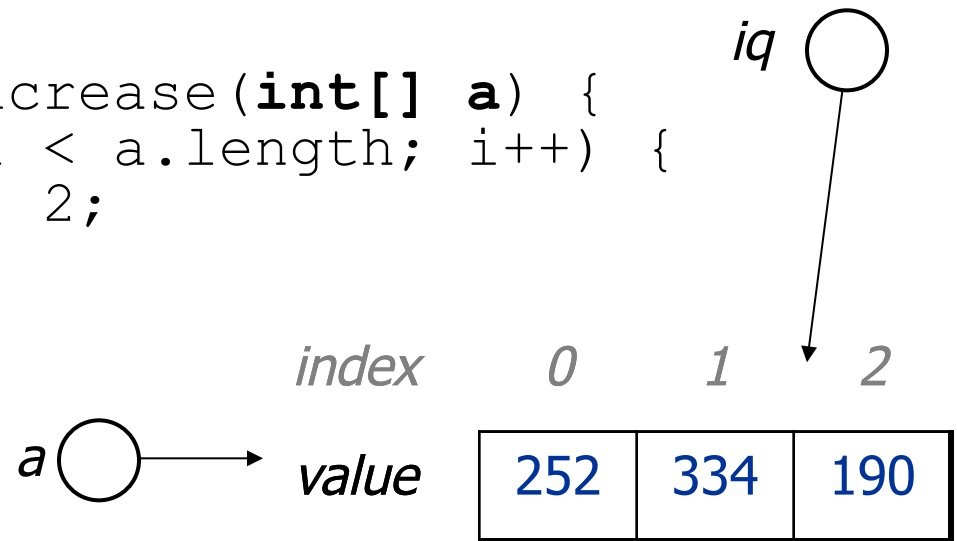 iq
crease(int[] a) {
< a.length; i++) {
2;
index 0 1 2
a value 252 334 190